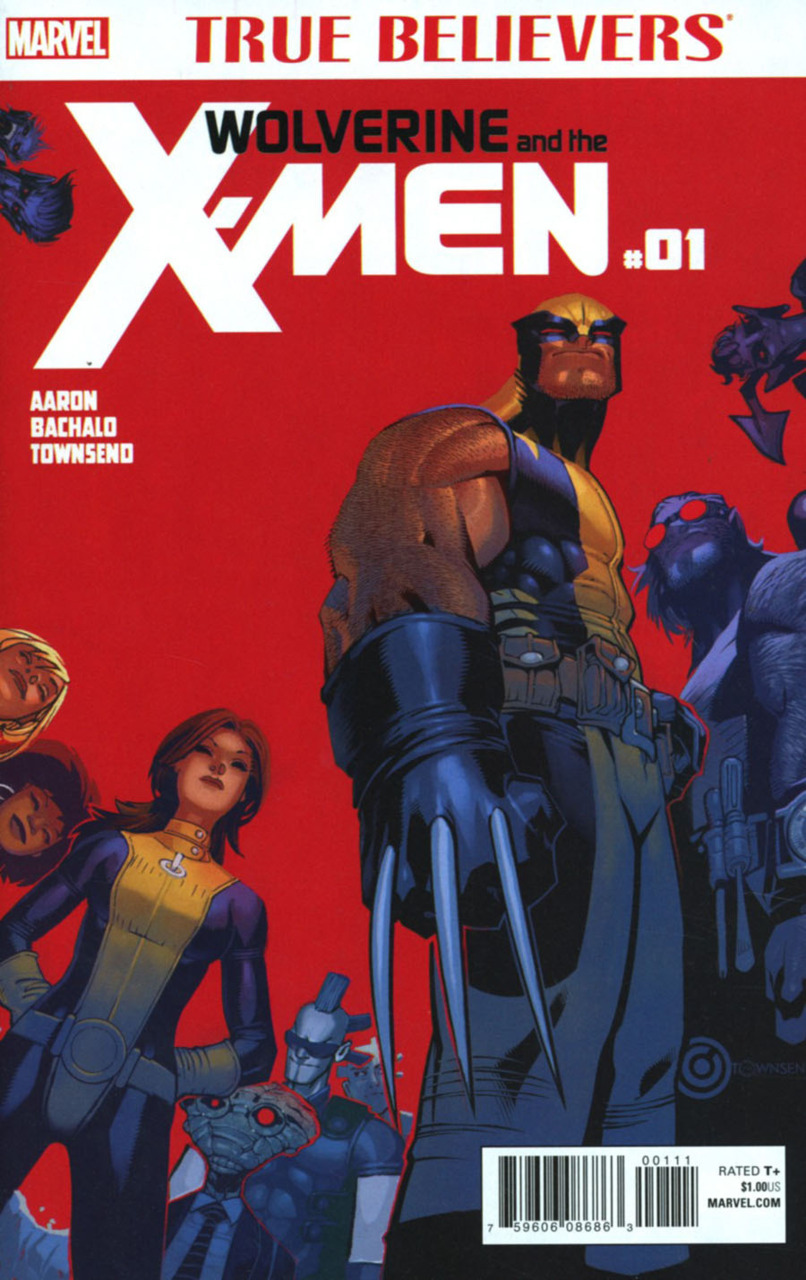 MARVEL
TRUE BELIEVERS®
WOLVERINE and the
X-MEN #01
AARON
BACHALO
TOWNSEND
00111
RATED T+
$1.00US
MARVEL.COM
7 59606 08686 3